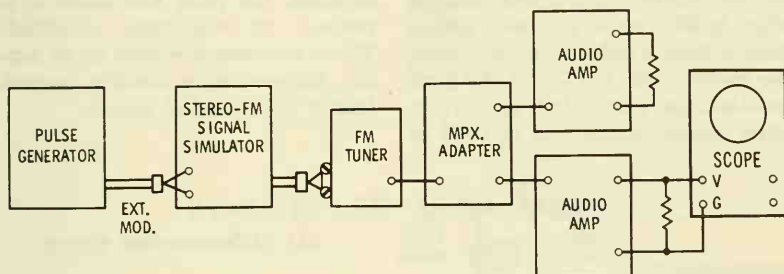 PULSE
GENERATOR
EXT.
MOD.
STEREO-FM
SIGNAL
SIMULATOR
FM
TUNER
MPX.
ADAPTER
AUDIO
AMP
AUDIO
AMP
SCOPE
V
G